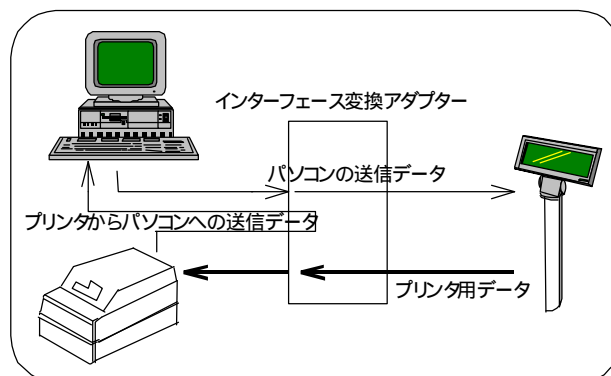 インターフェース変換アダプター
パソコンの送信データ
プリンタからパソコンへの送信データ
プリンタ用データ